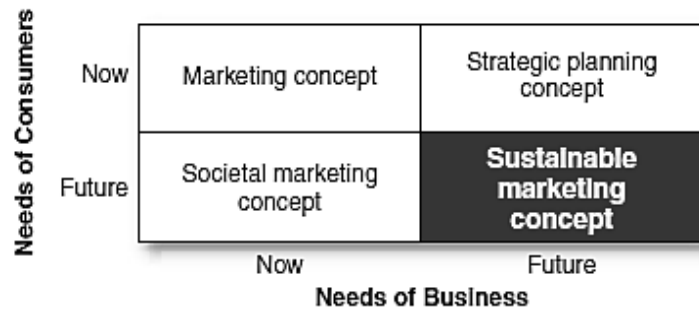 Needs of Consumers
Now
Marketing concept
Strategic planning
concept
Future
Societal marketing
concept
Sustainable
marketing
concept
Now
Future
Needs of Business